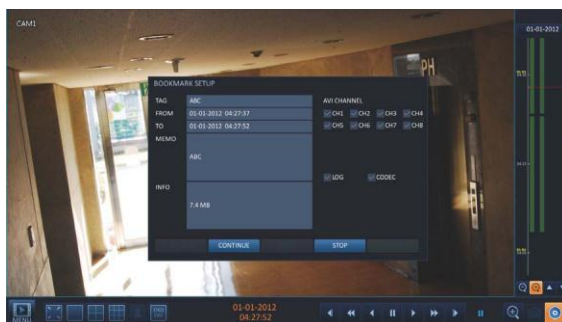 CAM1
01-01-2012
PH
BOOKMARK SETUP
TAG ABC
FROM 01-01-2012 04:27:37
TO 01-01-2012 04:27:52
MEMO ABC
INFO 7.4 MB
AVI CHANNEL
CH1 CH2 CH3 CH4
CH5 CH6 CH7 CH8
LOG CODEC
CONTINUE STOP
MENU
01-01-2012
04:27:52